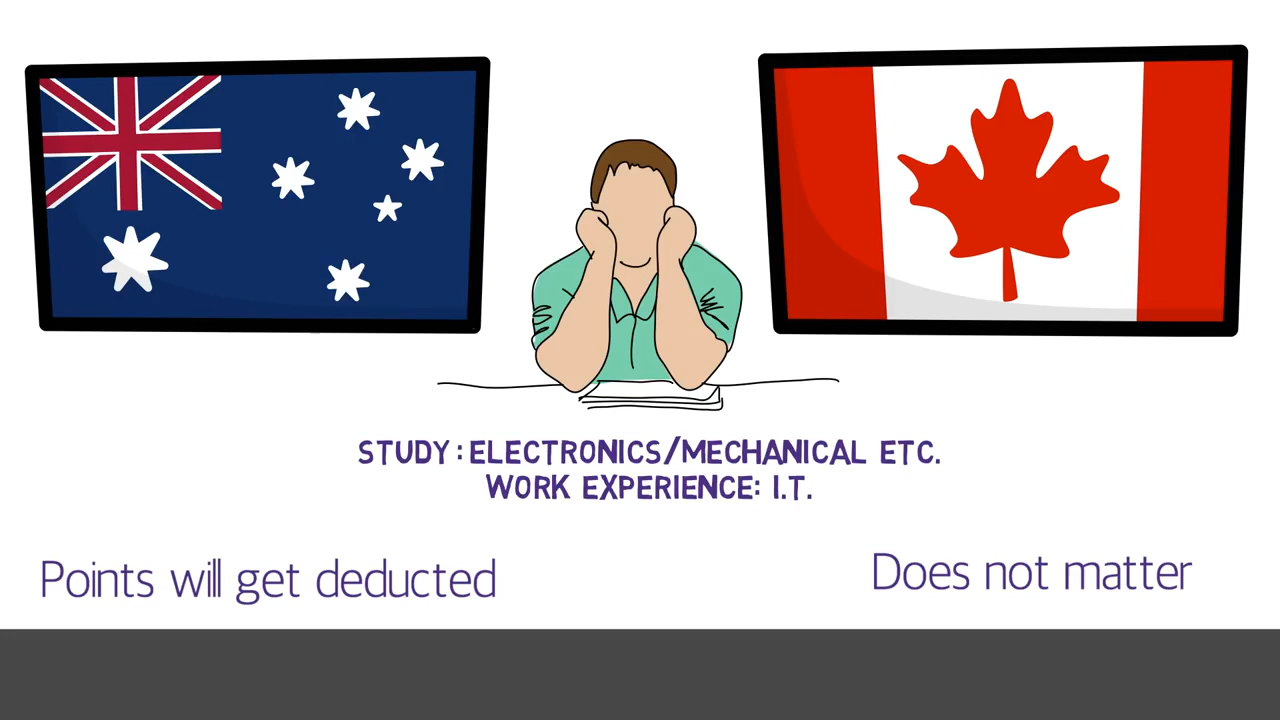 STUDY: ELECTRONICS/MECHANICAL ETC.
WORK EXPERIENCE: I.T.
Points will get deducted
Does not matter